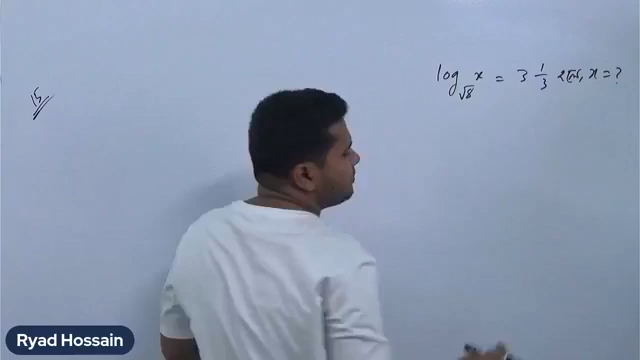 log_√8 x = 3 1/3 হলে, x = ?
Ryad Hossain